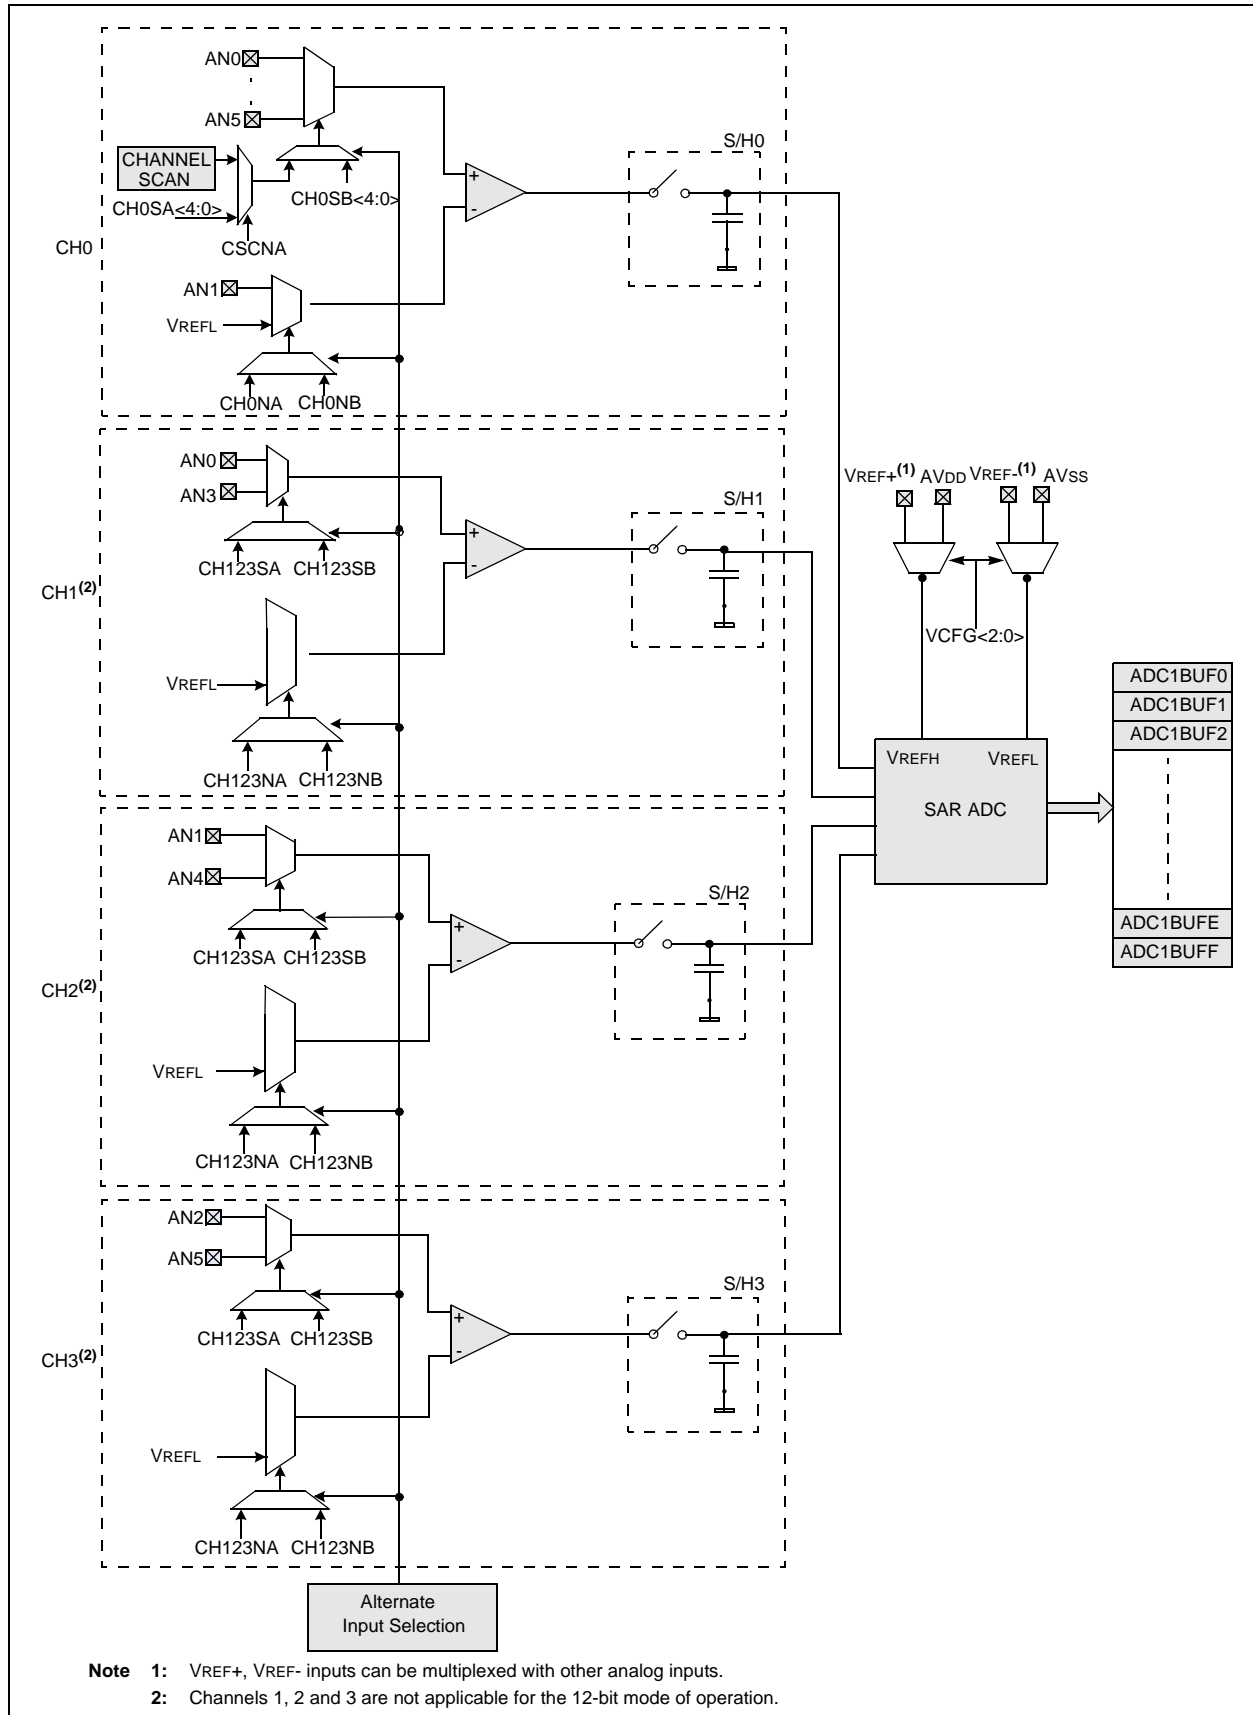 AN0
AN5
CHANNEL
SCAN
CH0SA<4:0>
CH0SB<4:0>
CSCNA
CH0
+
-
S/H0
AN1
VREFL
CH0NA
CH0NB
AN0
AN3
CH123SA
CH123SB
CH1(2)
+
-
S/H1
VREFL
CH123NA
CH123NB
AN1
AN4
CH123SA
CH123SB
CH2(2)
+
-
S/H2
VREFL
CH123NA
CH123NB
AN2
AN5
CH123SA
CH123SB
CH3(2)
+
-
S/H3
VREFL
CH123NA
CH123NB
Alternate
Input Selection
VREF+(1)
AVDD
VREF-(1)
AVSS
VCFG<2:0>
VREFH
VREFL
SAR ADC
ADC1BUF0
ADC1BUF1
ADC1BUF2
ADC1BUFE
ADC1BUFF
Note 1: VREF+, VREF- inputs can be multiplexed with other analog inputs.
2: Channels 1, 2 and 3 are not applicable for the 12-bit mode of operation.